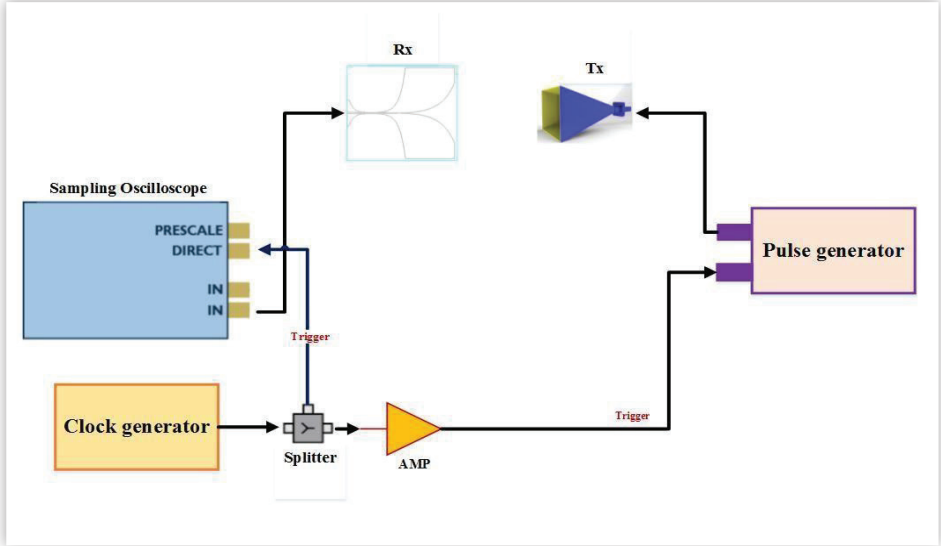 Rx
Tx
Sampling Oscilloscope
PRESCALE
DIRECT
IN
IN
Pulse generator
Trigger
Trigger
Clock generator
Splitter
AMP